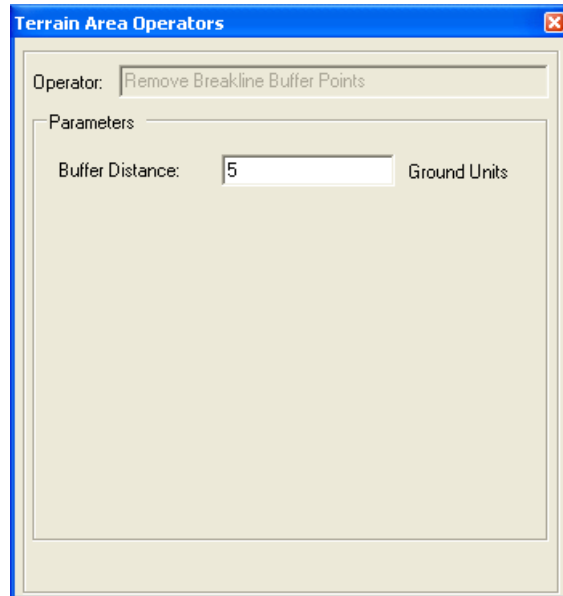 Terrain Area Operators
Operator: Remove Breakline Buffer Points
Parameters
Buffer Distance: 5 Ground Units